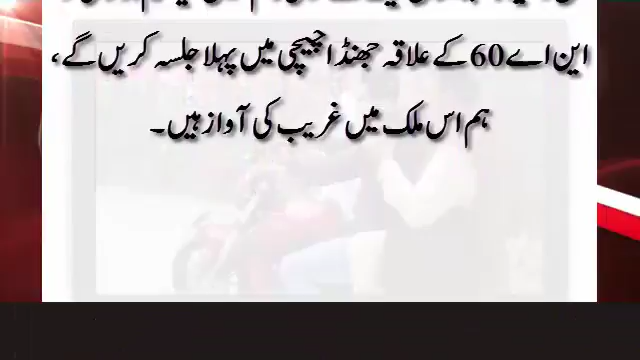 این اے 60 کے علاقہ جھنڈا چیچی میں پہلا جلسہ کریں گے،
ہم اس ملک میں غریب کی آواز ہیں۔